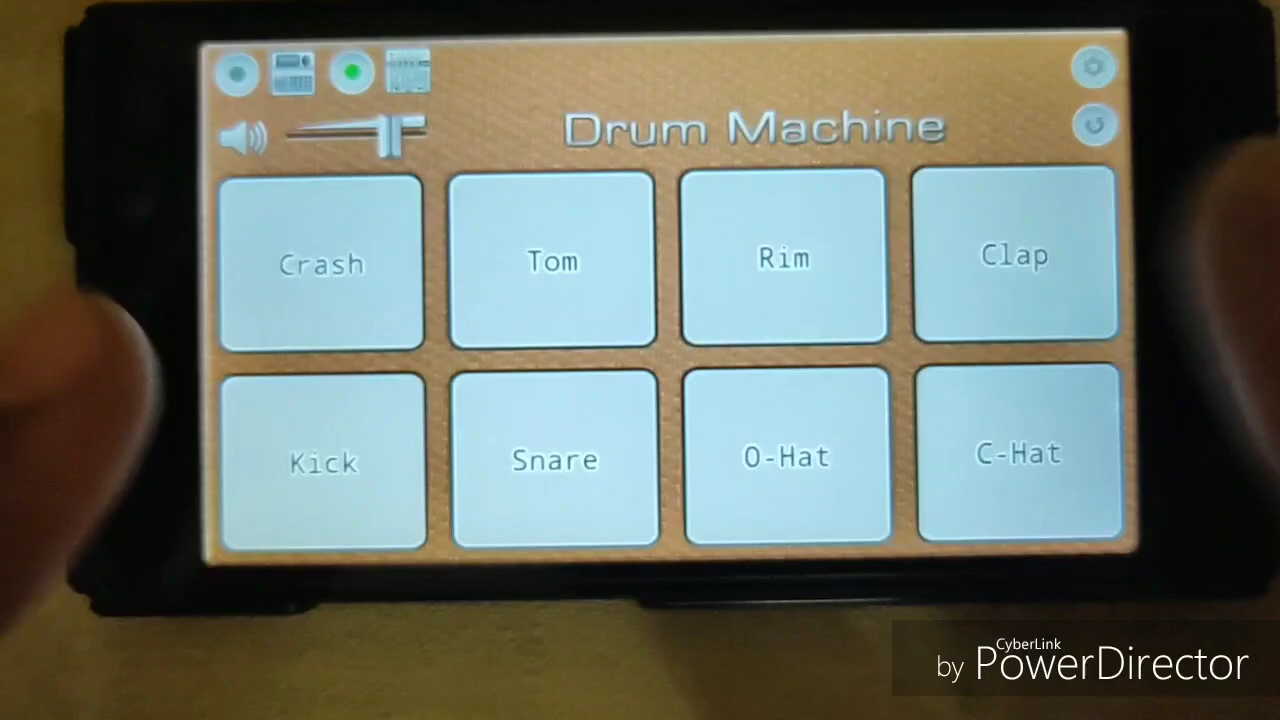 Drum Machine
Crash
Tom
Rim
Clap
Kick
Snare
O-Hat
C-Hat
CyberLink
by PowerDirector